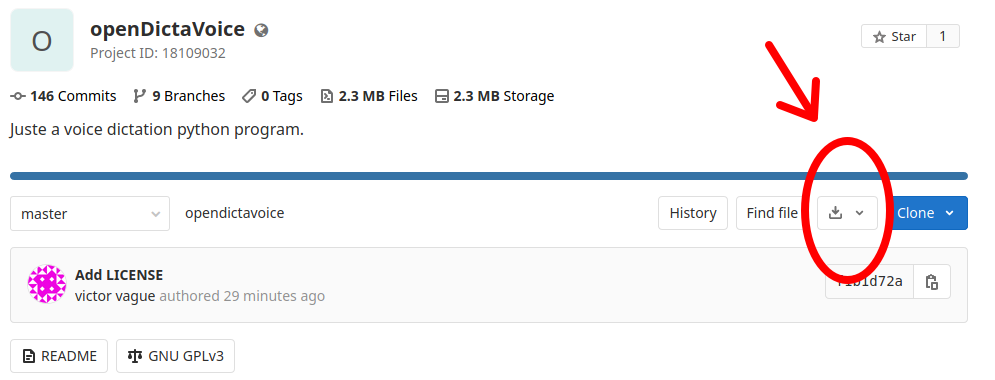 O
openDictaVoice
Project ID: 18109032
Star 1
146 Commits 9 Branches 0 Tags 2.3 MB Files 2.3 MB Storage
Juste a voice dictation python program.
master opendictavoice History Find file Clone
Add LICENSE
victor vague authored 29 minutes ago
README GNU GPLv3